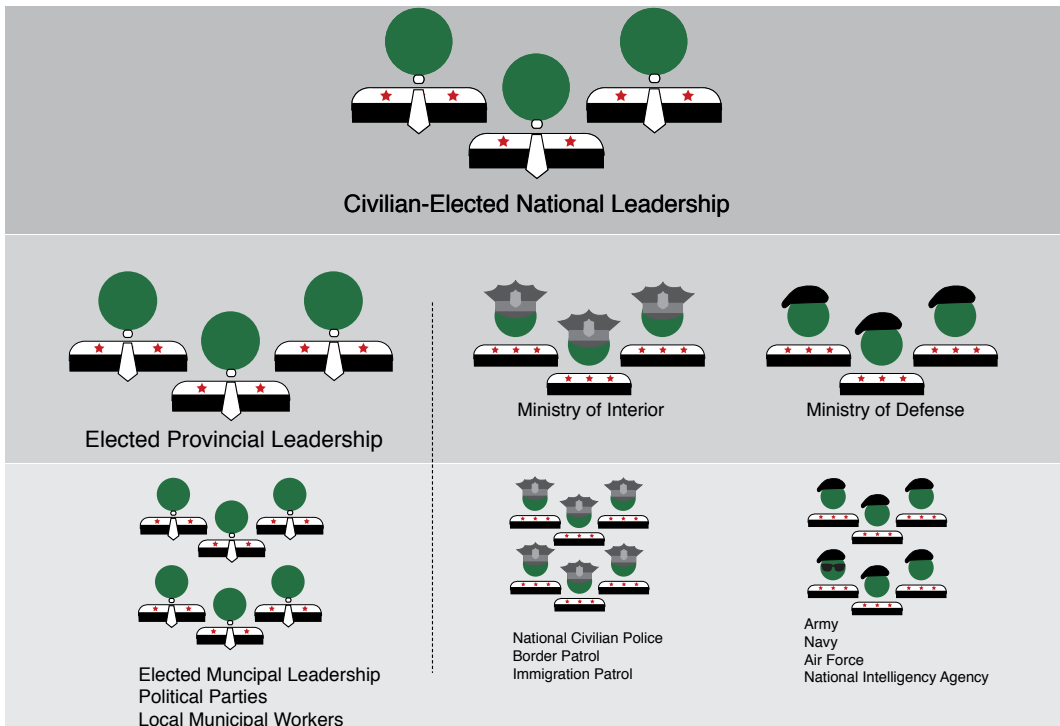 Civilian-Elected National Leadership
Elected Provincial Leadership
Ministry of Interior
Ministry of Defense
Elected Muncipal Leadership
Political Parties
Local Municipal Workers
National Civilian Police
Border Patrol
Immigration Patrol
Army
Navy
Air Force
National Intelligency Agency